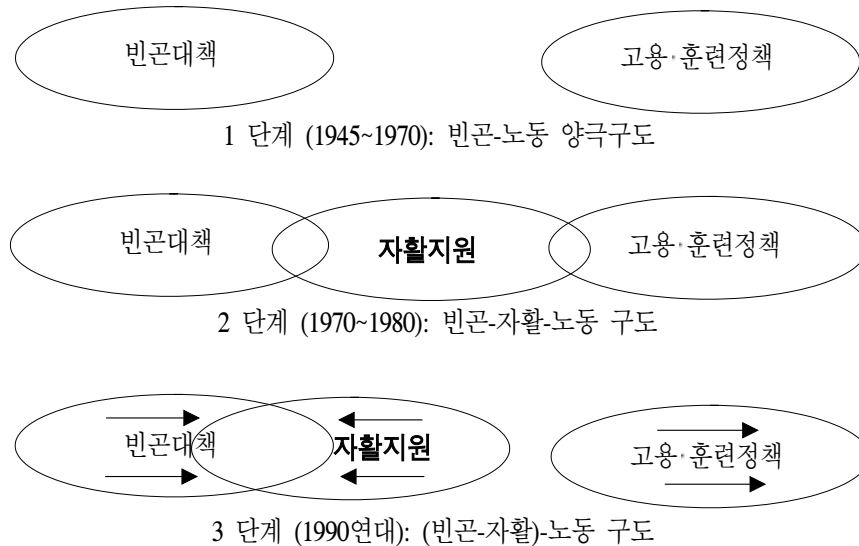 빈곤대책 고용·훈련정책
1 단계 (1945~1970): 빈곤-노동 양극구도
빈곤대책 자활지원 고용·훈련정책
2 단계 (1970~1980): 빈곤-자활-노동 구도
빈곤대책 자활지원 고용·훈련정책
3 단계 (1990연대): (빈곤-자활)-노동 구도